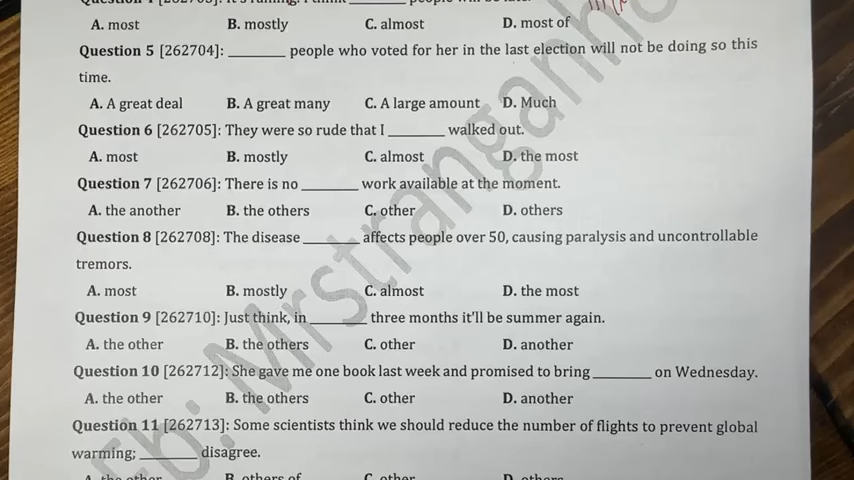 A. most B. mostly C. almost D. most of
Question 5 [262704]: ________ people who voted for her in the last election will not be doing so this
time.
A. A great deal B. A great many C. A large amount D. Much
Question 6 [262705]: They were so rude that I ________ walked out.
A. most B. mostly C. almost D. the most
Question 7 [262706]: There is no ________ work available at the moment.
A. the another B. the others C. other D. others
Question 8 [262708]: The disease ________ affects people over 50, causing paralysis and uncontrollable
tremors.
A. most B. mostly C. almost D. the most
Question 9 [262710]: Just think, in ________ three months it'll be summer again.
A. the other B. the others C. other D. another
Question 10 [262712]: She gave me one book last week and promised to bring ________ on Wednesday.
A. the other B. the others C. other D. another
Question 11 [262713]: Some scientists think we should reduce the number of flights to prevent global
warming; ________ disagree.
A. the other B. others of C. other D. others